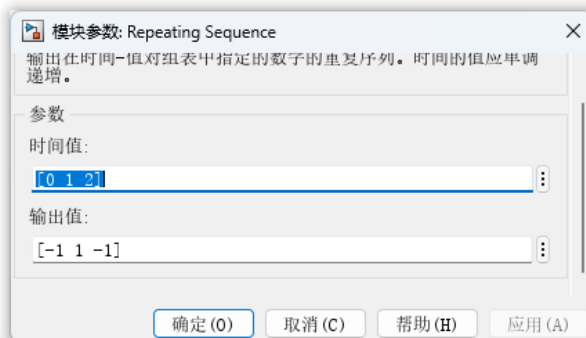 模块参数: Repeating Sequence
输出在时间-值对组表中指定的数字的重复序列。时间的值应单调
递增。
参数
时间值:
[0 1 2]
输出值:
[-1 1 -1]
确定(O)
取消(C)
帮助(H)
应用(A)